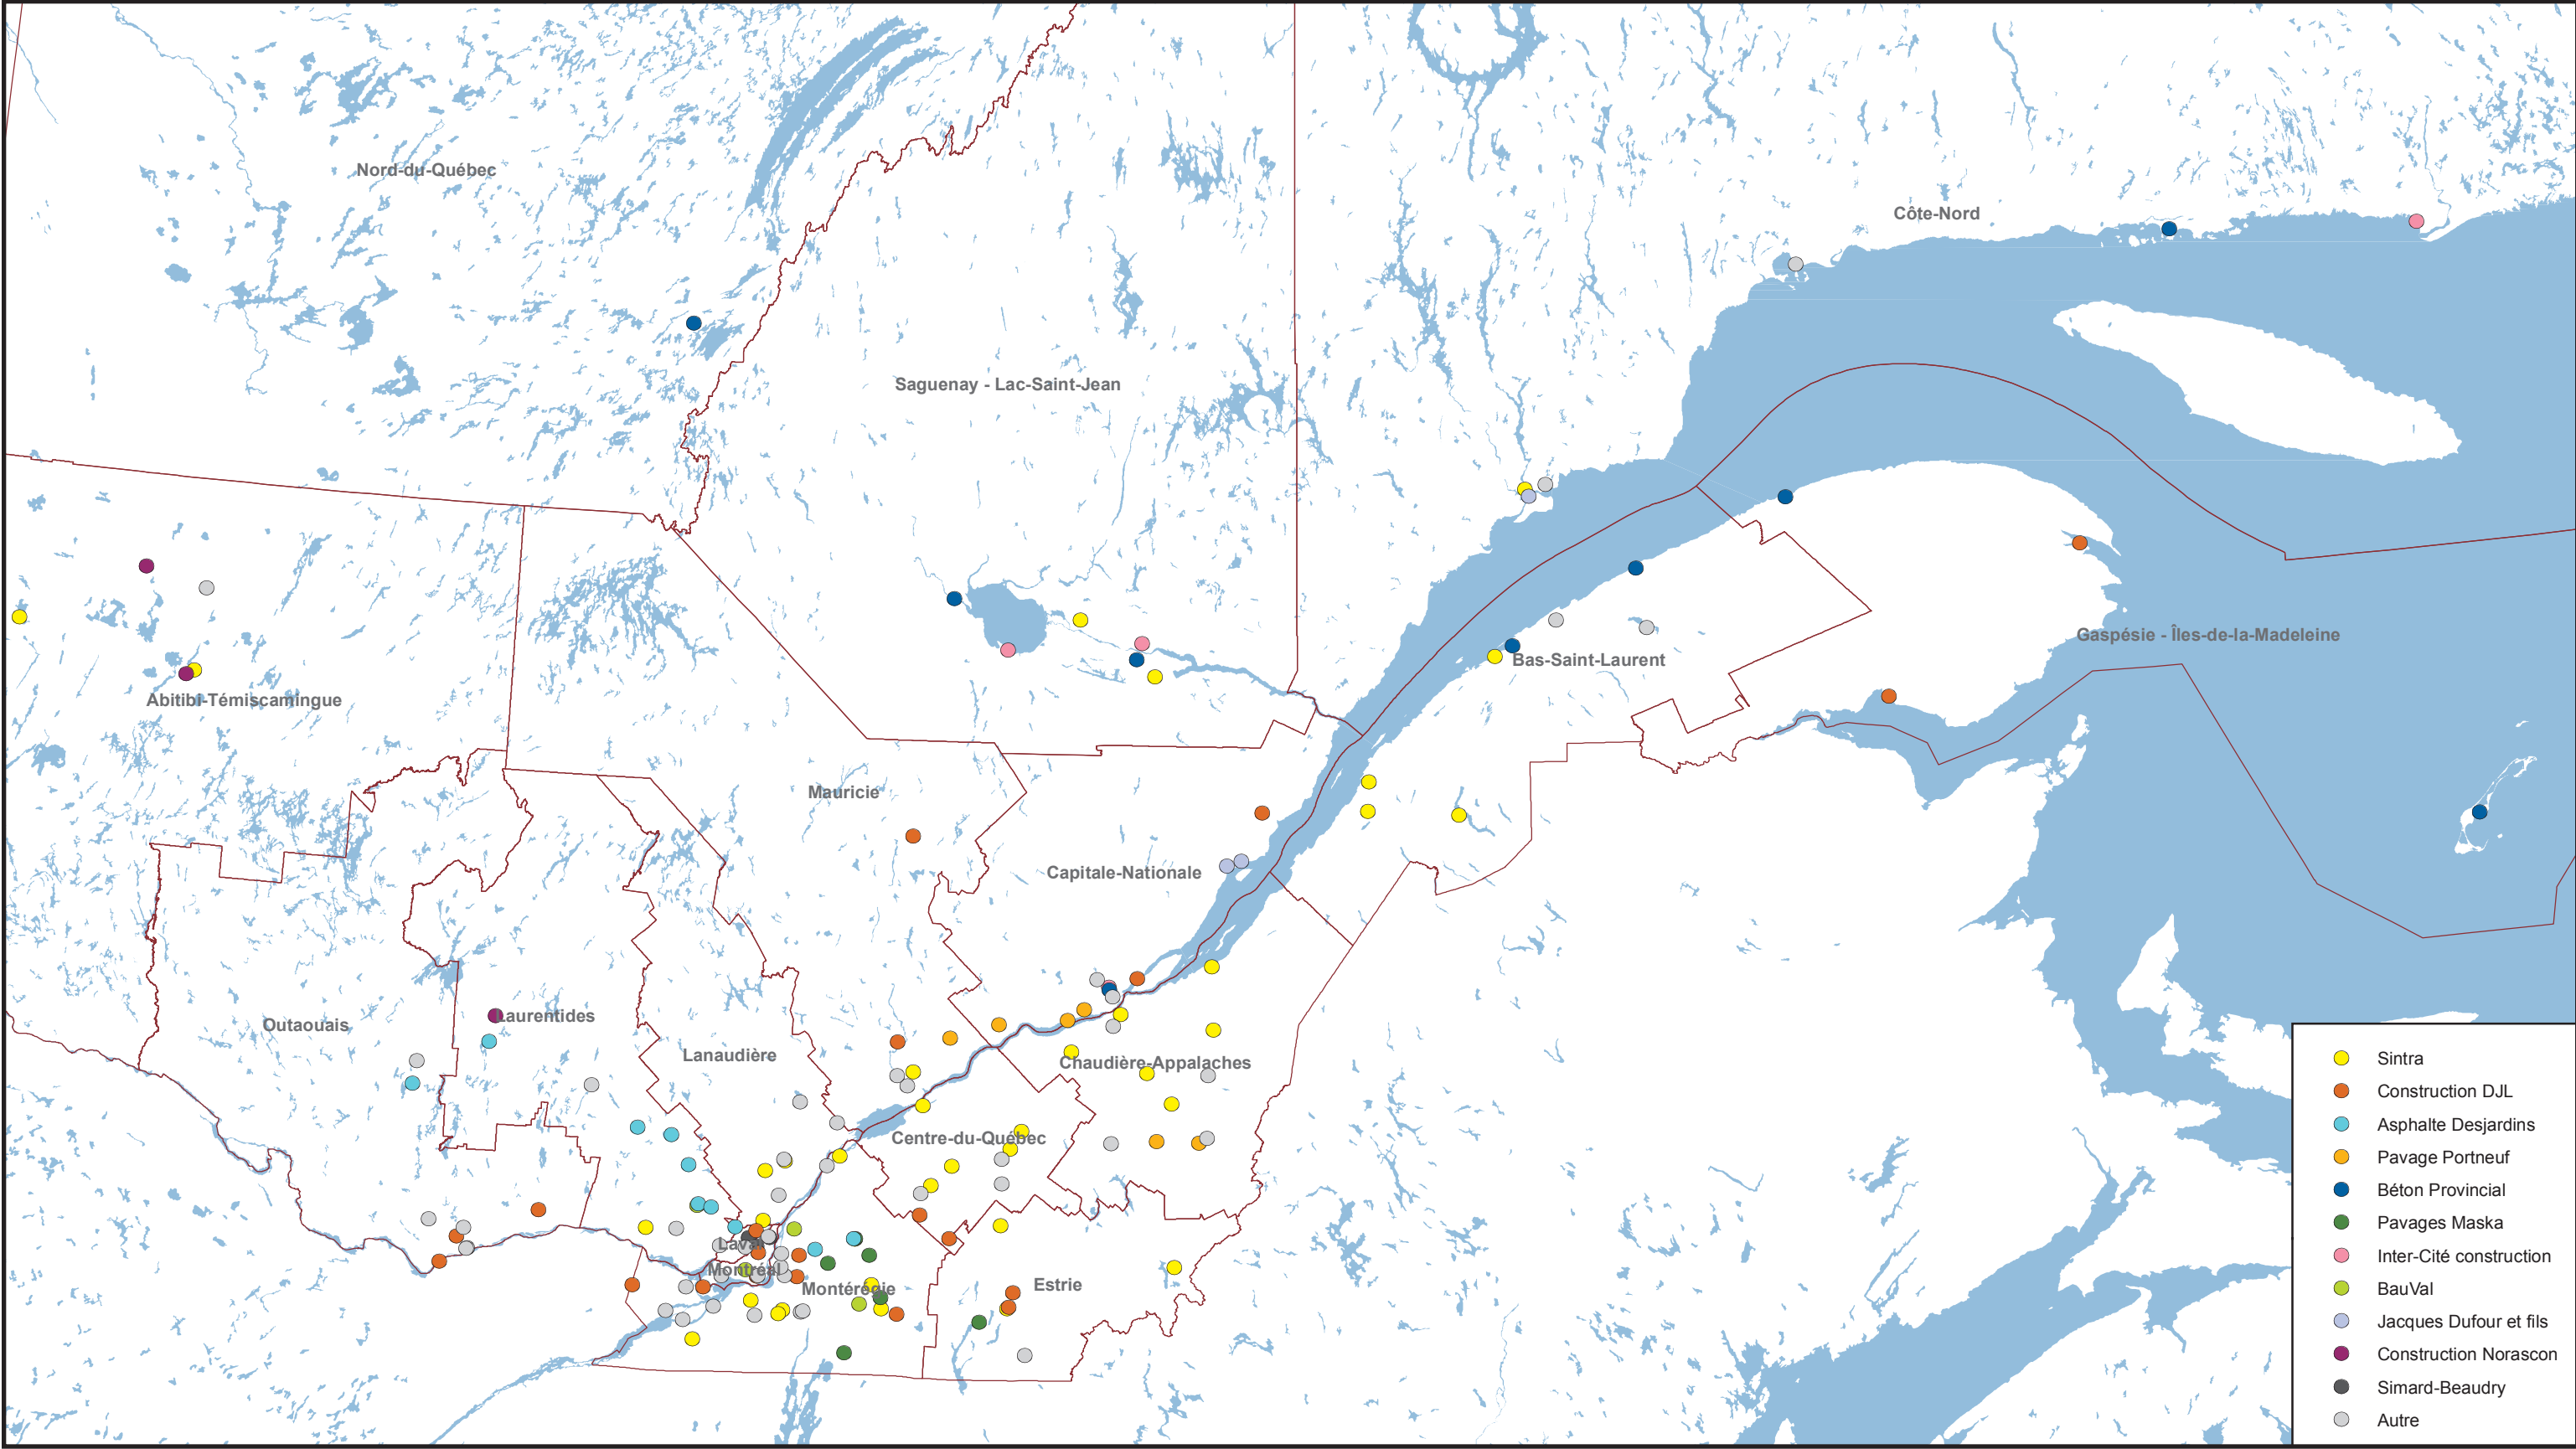 Nord-du-Québec
Côte-Nord
Saguenay - Lac-Saint-Jean
Gaspésie - Îles-de-la-Madeleine
Bas-Saint-Laurent
Abitibi-Témiscamingue
Mauricie
Capitale-Nationale
Laurentides
Outaouais
Lanaudière
Chaudière-Appalaches
Centre-du-Québec
Laval
Montréal
Montérégie
Estrie
Sintra
Construction DJL
Asphalte Desjardins
Pavage Portneuf
Béton Provincial
Pavages Maska
Inter-Cité construction
BauVal
Jacques Dufour et fils
Construction Norascon
Simard-Beaudry
Autre